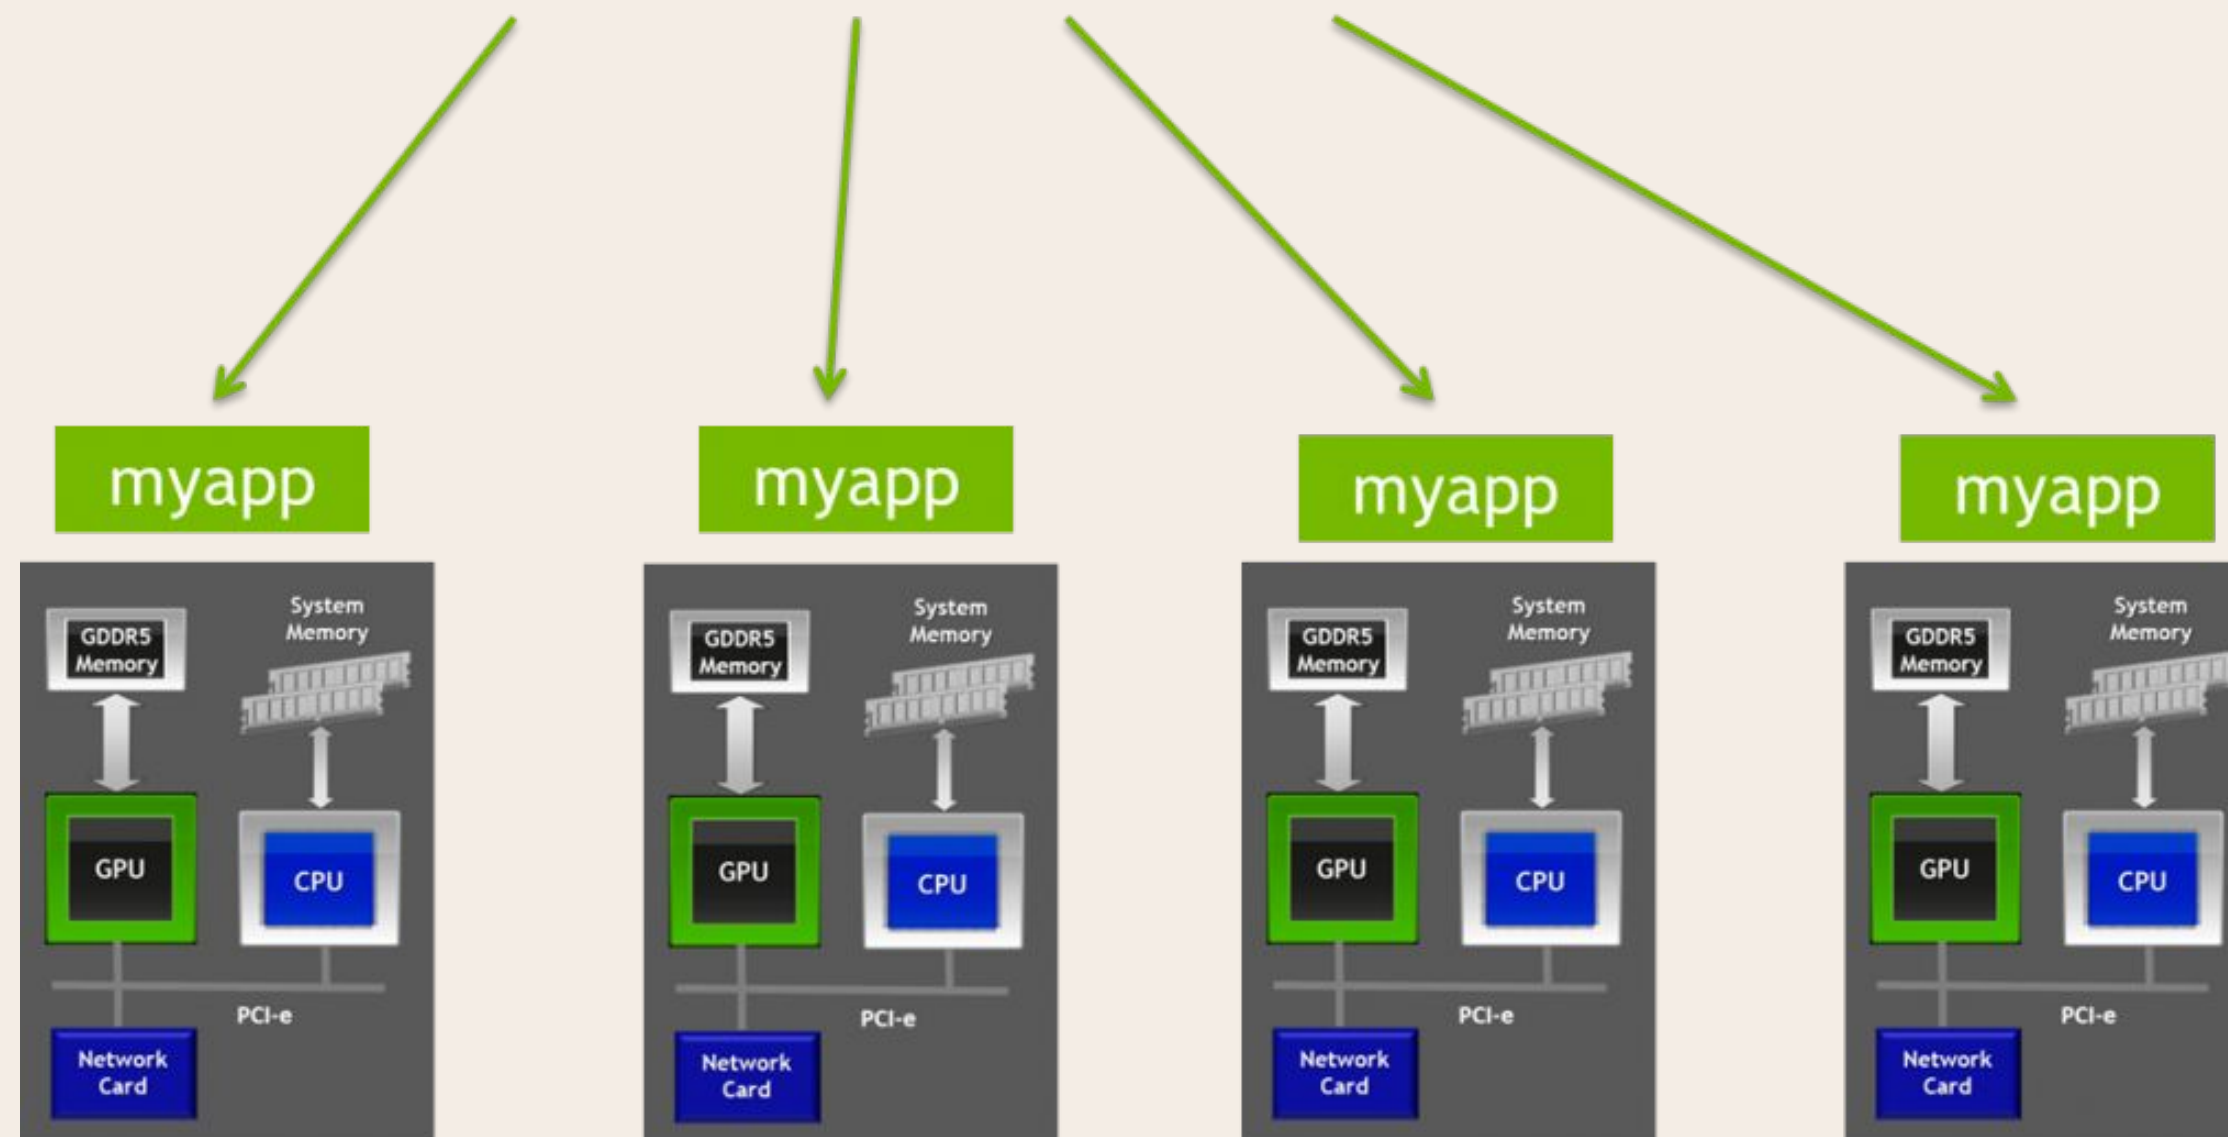 myapp
myapp
myapp
myapp
GDDR5
Memory
System
Memory
GPU
CPU
PCI-e
Network
Card
GDDR5
Memory
System
Memory
GPU
CPU
PCI-e
Network
Card
GDDR5
Memory
System
Memory
GPU
CPU
PCI-e
Network
Card
GDDR5
Memory
System
Memory
GPU
CPU
PCI-e
Network
Card